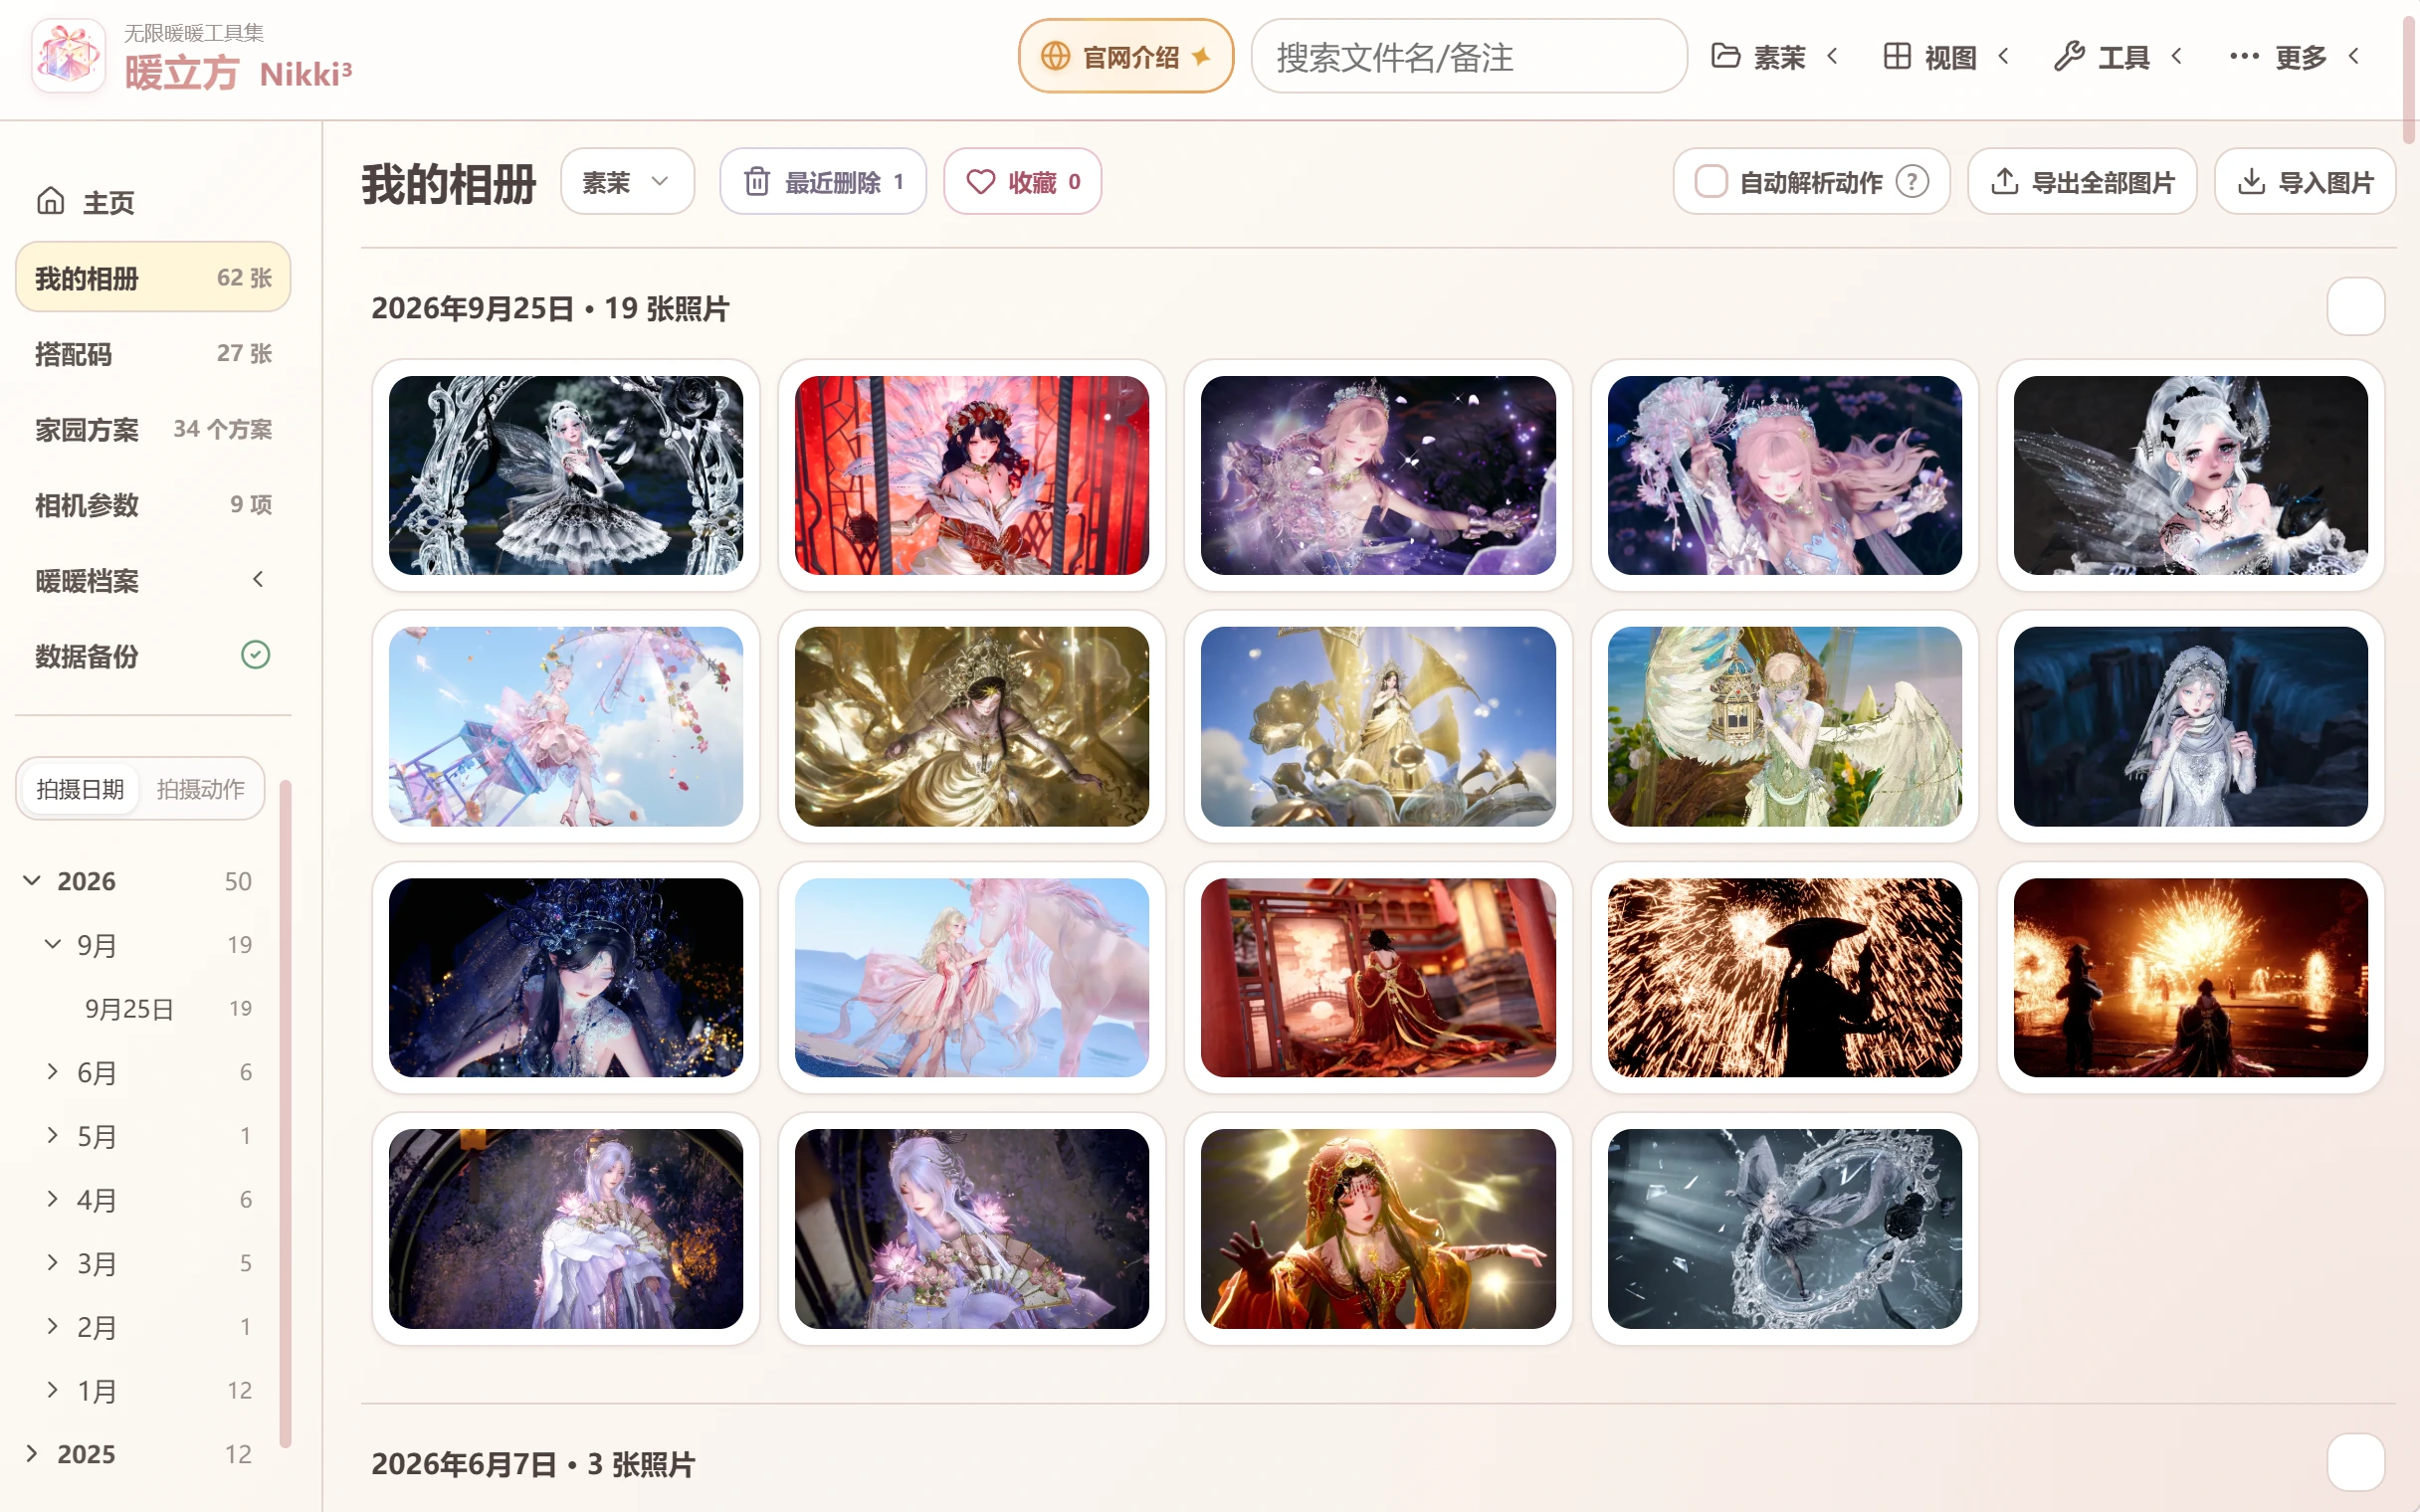 无限暖暖工具集
暖立方 Nikki³
官网介绍
搜索文件名/备注
素茉
视图
工具
更多
主页
我的相册 62 张
搭配码 27 张
家园方案 34 个方案
相机参数 9 项
暖暖档案
数据备份
拍摄日期 拍摄动作
2026 50
9月 19
9月25日 19
6月 6
5月 1
4月 6
3月 5
2月 1
1月 12
2025 12
我的相册 素茉 最近删除 1 收藏 0 自动解析动作 ? 导出全部图片 导入图片
2026年9月25日 • 19 张照片
2026年6月7日 • 3 张照片